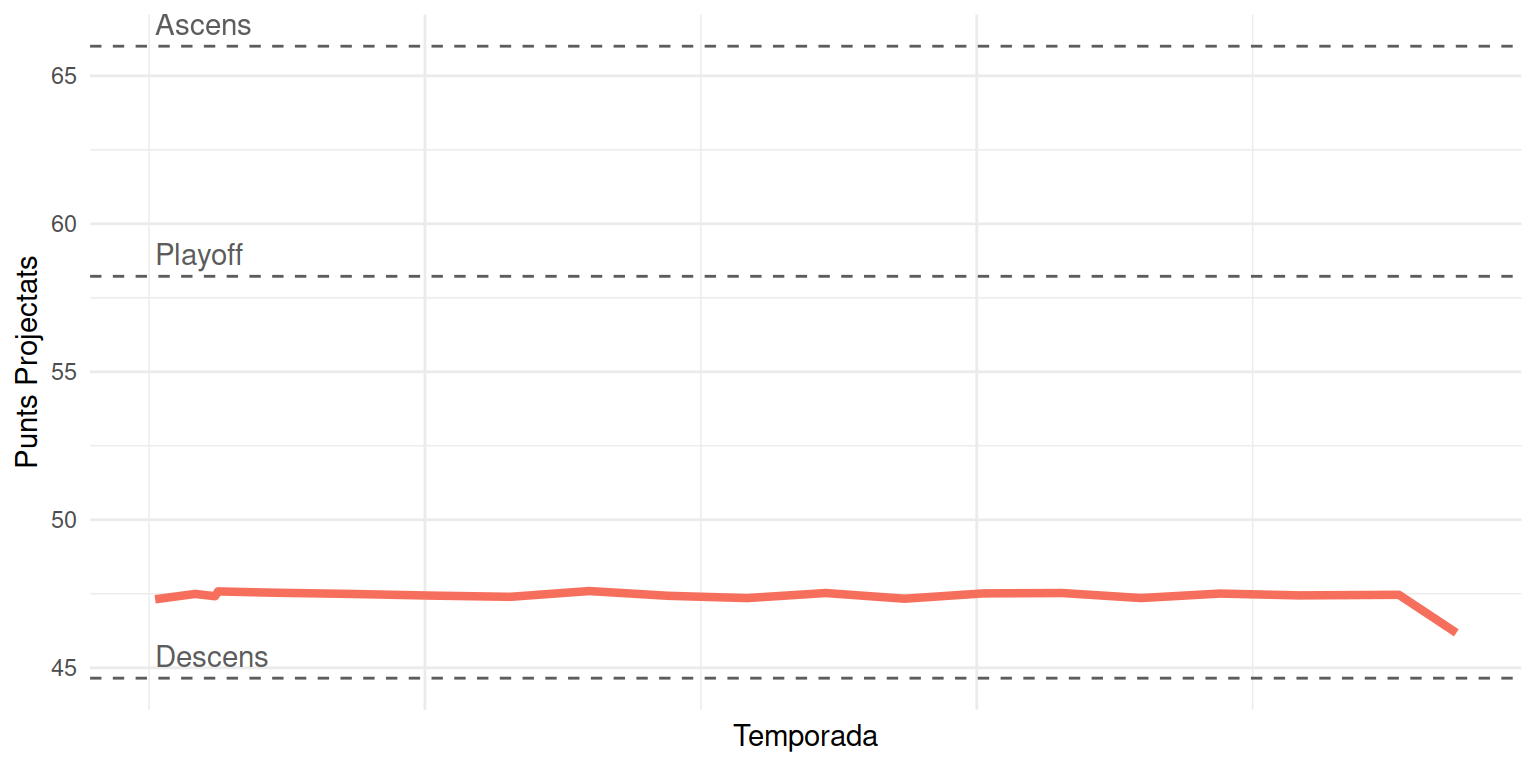 Ascens
65
60
Playoff
55
50
Descens
45
Punts Projectats
Temporada